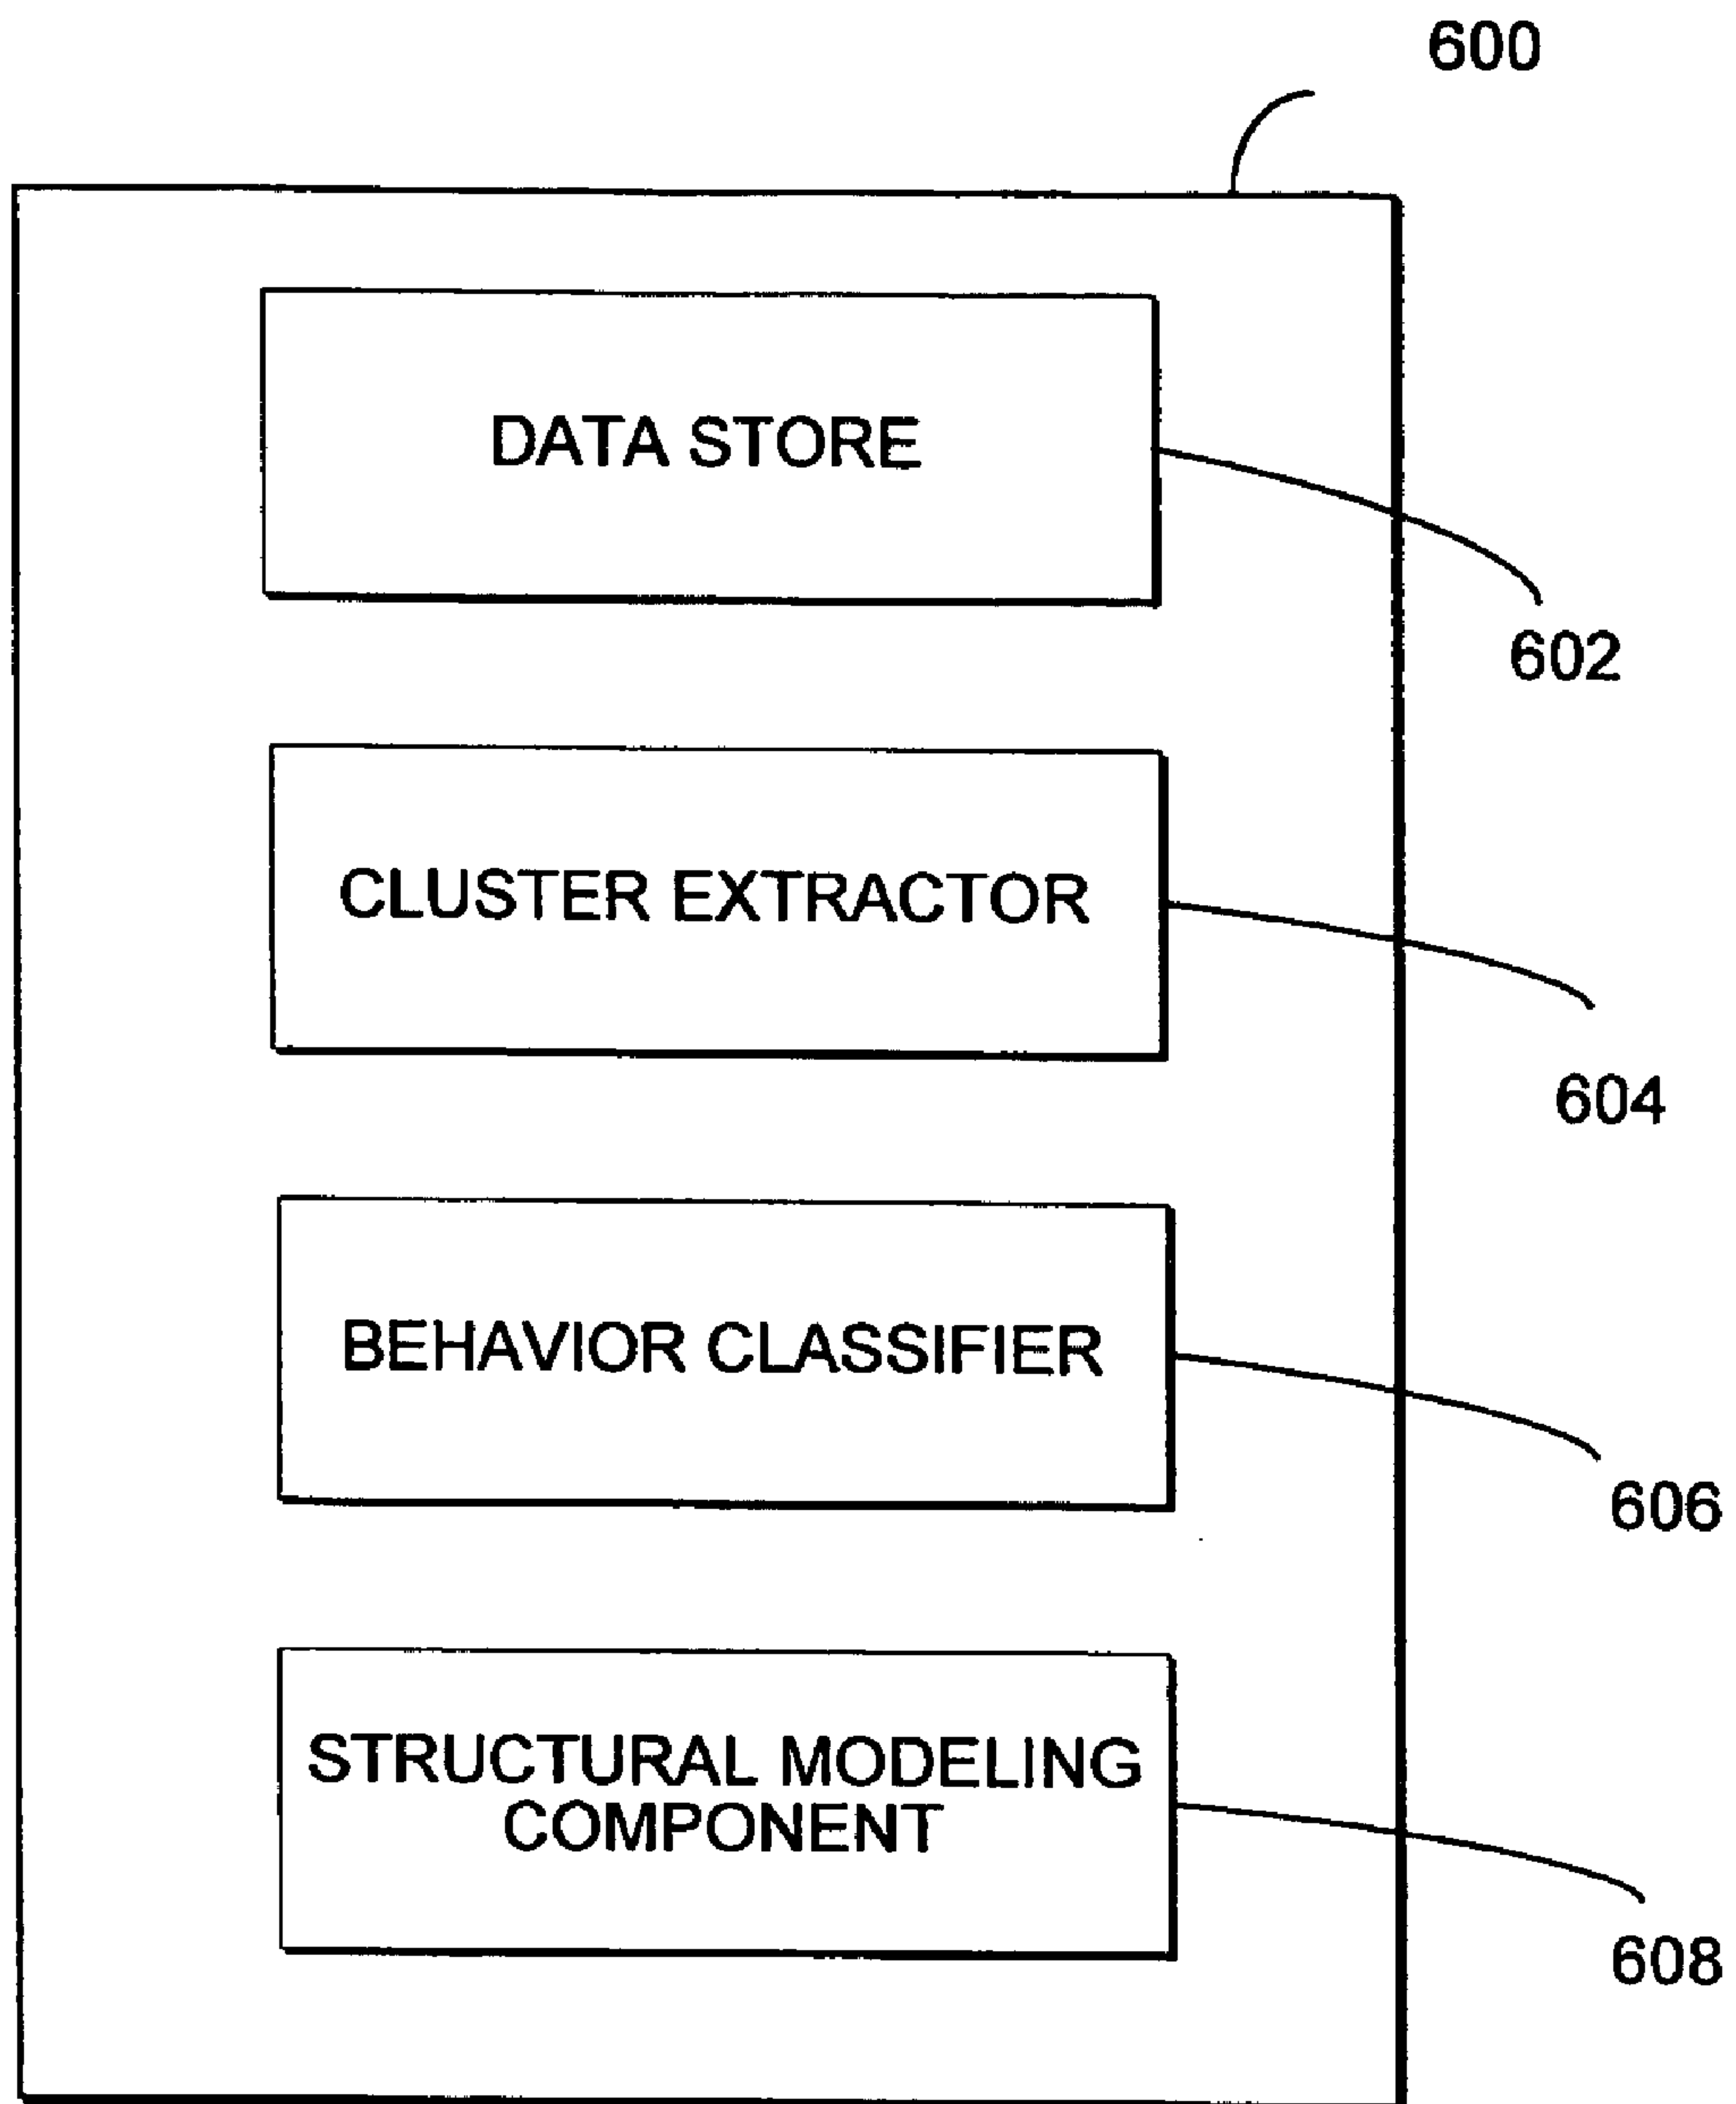 600
DATA STORE
602
CLUSTER EXTRACTOR
604
BEHAVIOR CLASSIFIER
606
STRUCTURAL MODELING
COMPONENT
608